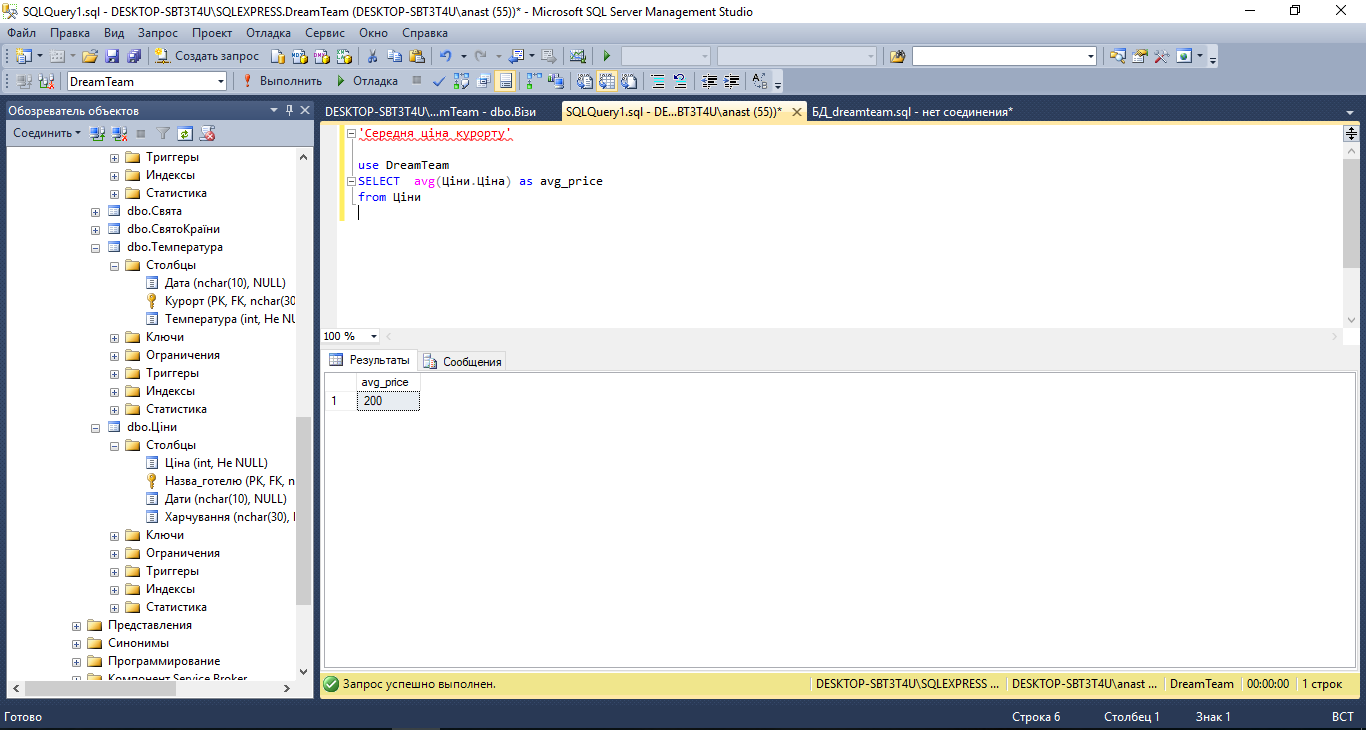 SQLQuery1.sql - DESKTOP-SBT3T4U\SQLEXPRESS.DreamTeam (DESKTOP-SBT3T4U\anast (55))* - Microsoft SQL Server Management Studio
Файл Правка Вид Запрос Проект Отладка Сервис Окно Справка
Создать запрос
DreamTeam Выполнить Отладка
Обозреватель объектов
DESKTOP-SBT3T4U\...mTeam - dbo.Візи SQLQuery1.sql - DE...BT3T4U\anast (55))* БД_dreamteam.sql - нет соединения*
Соединить
Триггеры
Индексы
Статистика
dbo.Свята
dbo.СвятоКраїни
dbo.Температура
Столбцы
Дата (nchar(10), NULL)
Курорт (PK, FK, nchar(30
Температура (int, Не NU
Ключи
Ограничения
Триггеры
Индексы
Статистика
dbo.Ціни
Столбцы
Ціна (int, Не NULL)
Назва_готелю (PK, FK, n
Дати (nchar(10), NULL)
Харчування (nchar(30), 
Ключи
Ограничения
Триггеры
Индексы
Статистика
Представления
Синонимы
Программирование
Компонент Service Broker
'Середня ціна курорту'
use DreamTeam
SELECT avg(Ціни.Ціна) as avg_price
from Ціни
100 %
Результаты Сообщения
avg_price
1 200
Запрос успешно выполнен. DESKTOP-SBT3T4U\SQLEXPRESS ... DESKTOP-SBT3T4U\anast ... DreamTeam 00:00:00 1 строк
Готово Строка 6 Столбец 1 Знак 1 ВСТ